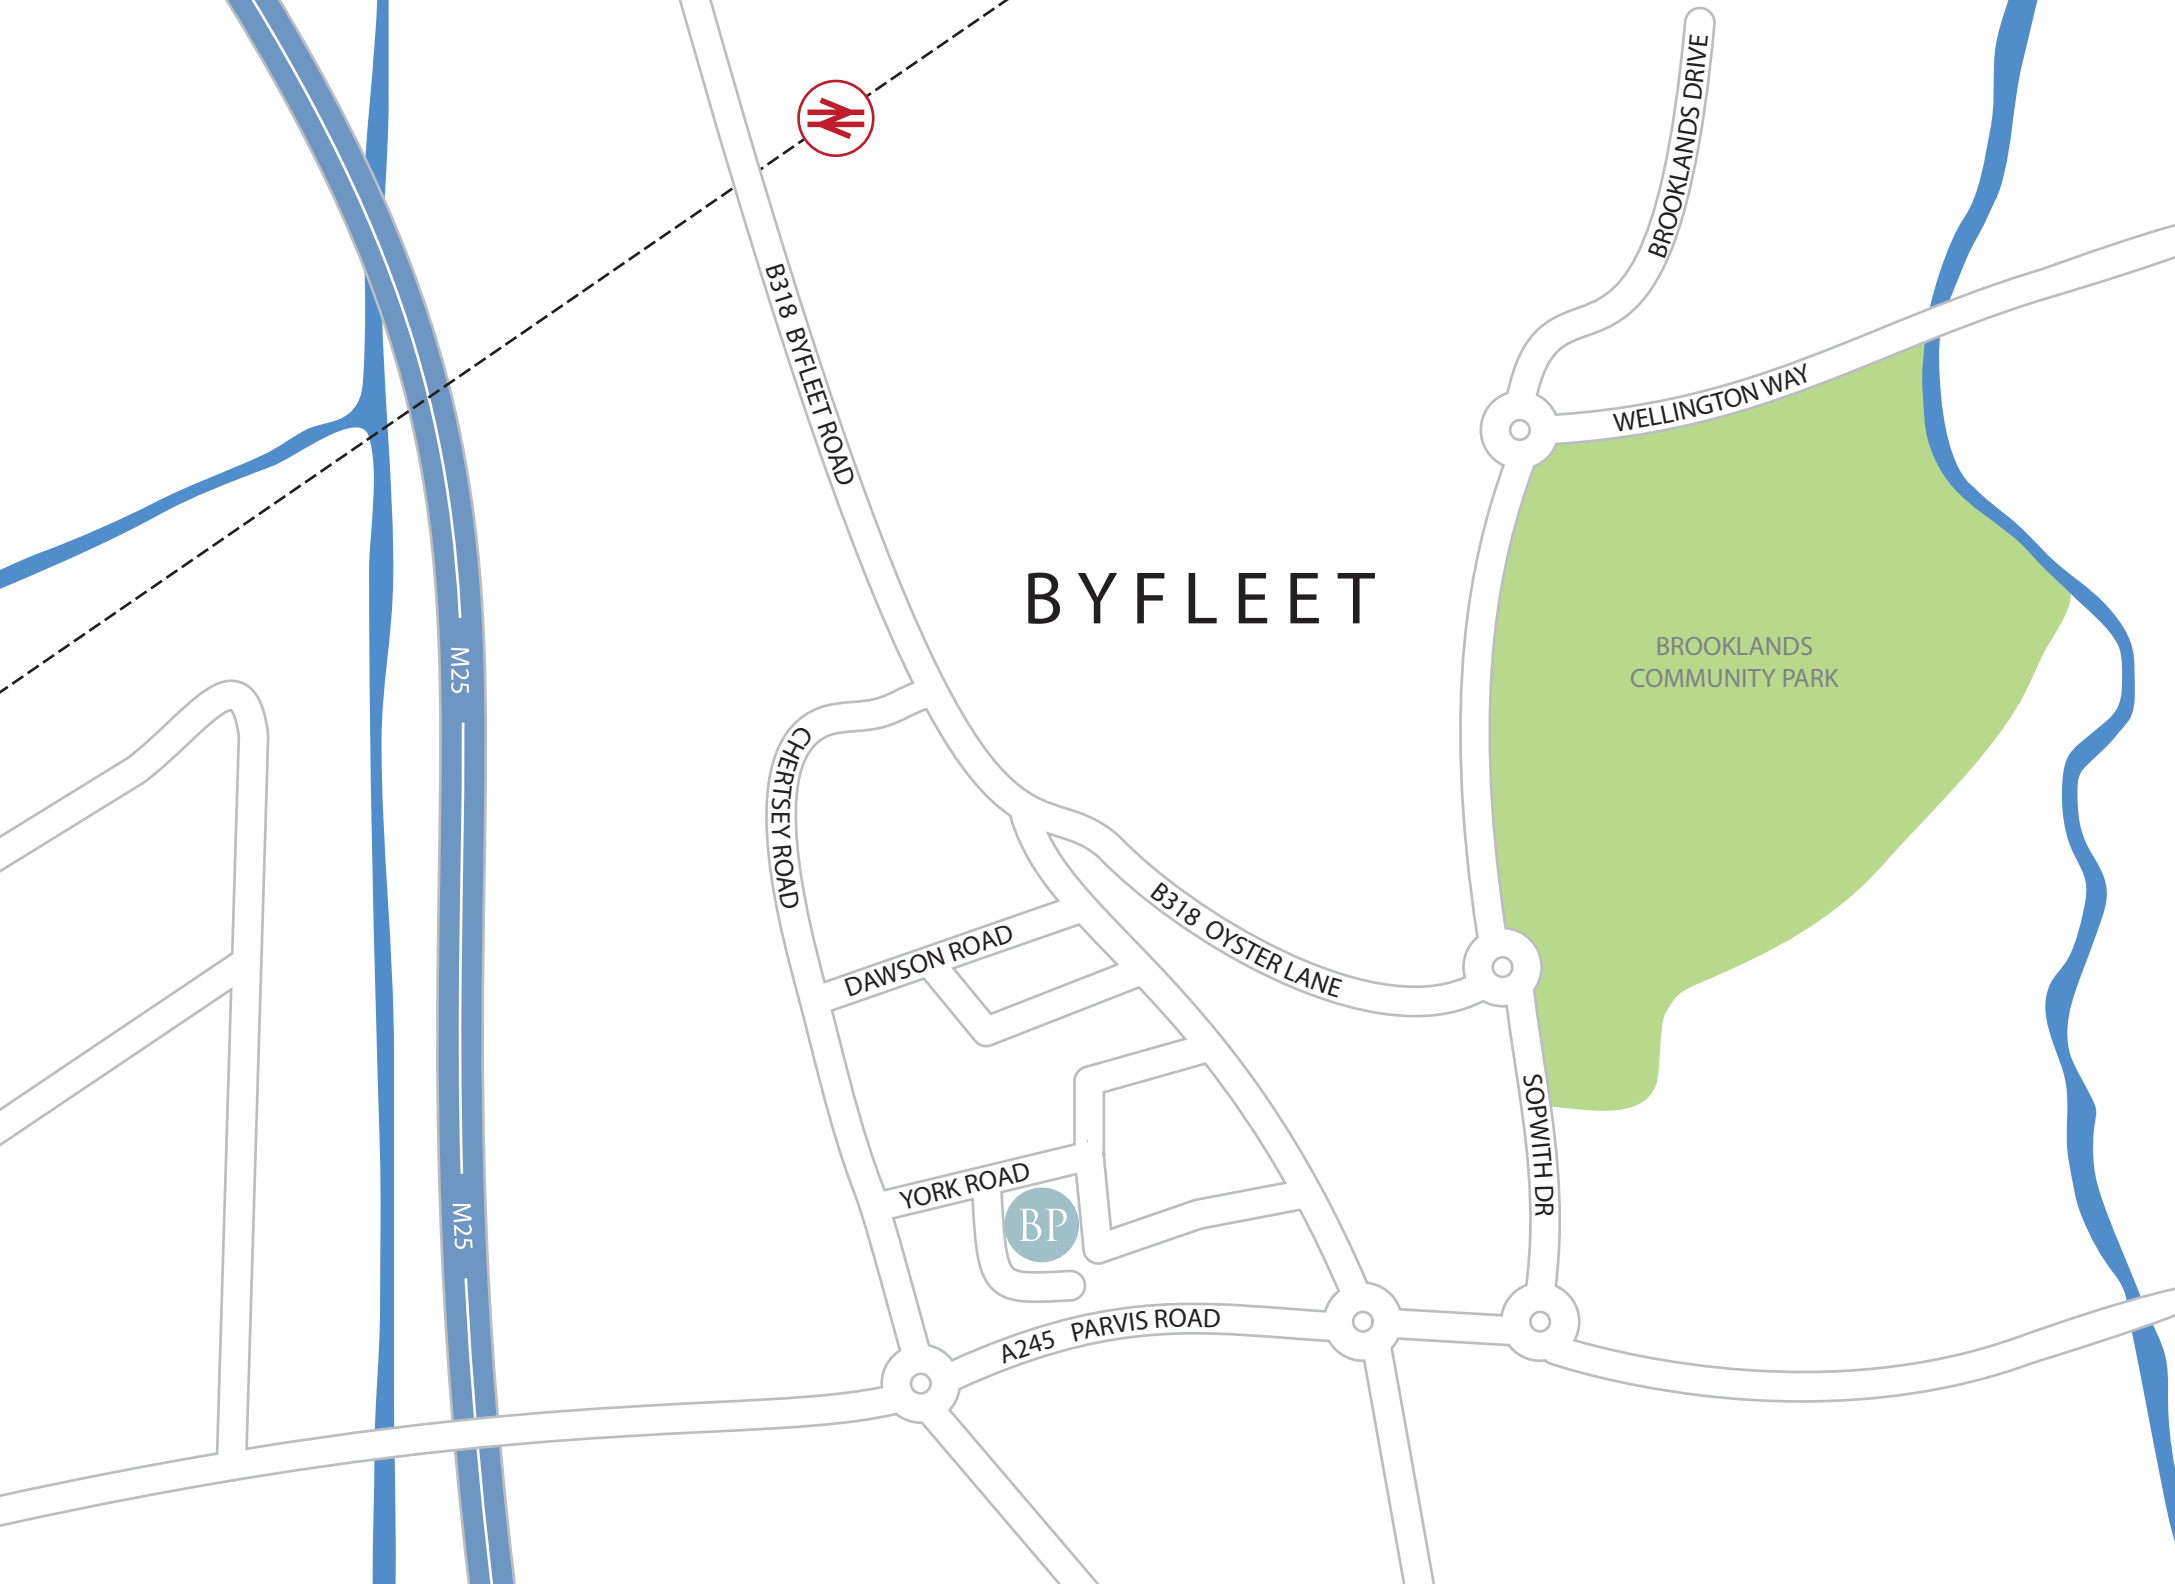 BROOKLANDS DRIVE
B318 BYFLEET ROAD
WELLINGTON WAY
BYFLEET
BROOKLANDS
COMMUNITY PARK
M25
CHERTSEY ROAD
B318 OYSTER LANE
DAWSON ROAD
SOPWITH DR
YORK ROAD
BP
M25
A245 PARVIS ROAD